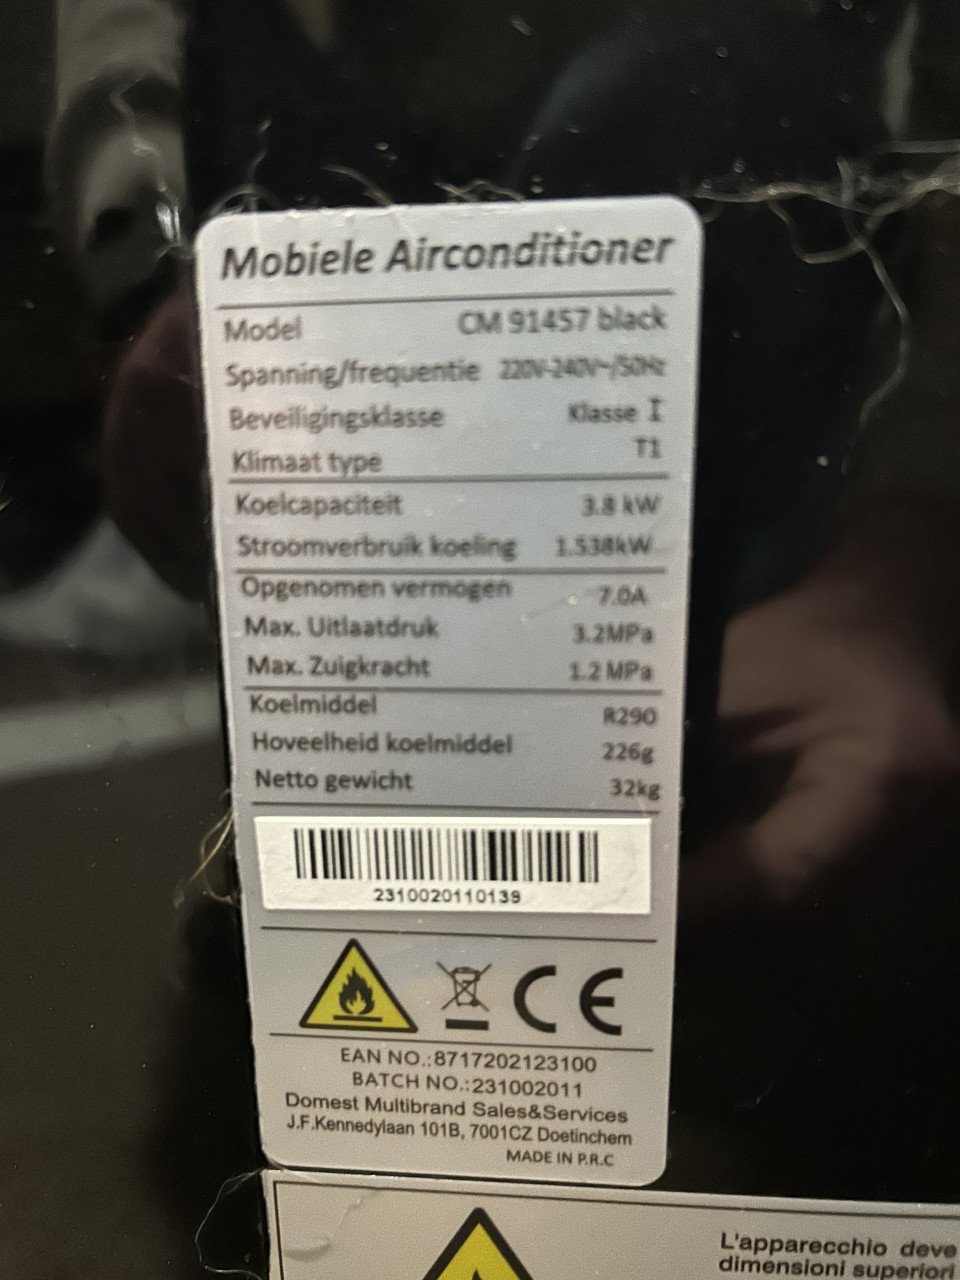 Mobiele Airconditioner
Model CM 91457 black
Spanning/frequentie 220V-240V~/50Hz
Beveiligingsklasse Klasse I
Klimaat type T1
Koelcapaciteit 3.8 kW
Stroomverbruik koeling 1.538kW
Opgenomen vermogen 7.0A
Max. Uitlaatdruk 3.2MPa
Max. Zuigkracht 1.2 MPa
Koelmiddel R290
Hoveelheid koelmiddel 226g
Netto gewicht 32kg
2310020110139
CE
EAN NO.:8717202123100
BATCH NO.:231002011
Domest Multibrand Sales&Services
J.F.Kennedylaan 101B, 7001CZ Doetinchem
MADE IN P.R.C
L'apparecchio deve
dimensioni superiori